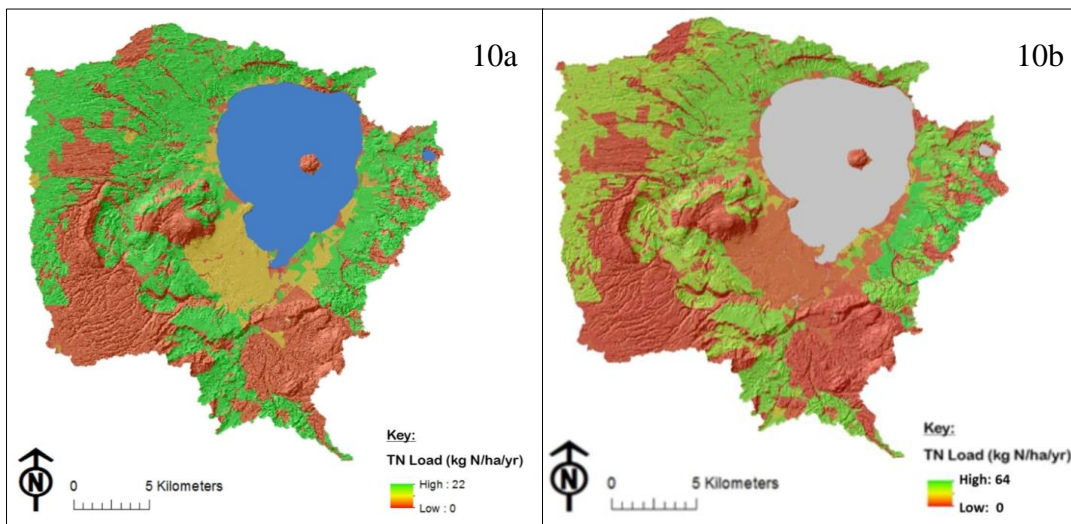 10a
Key:
TN Load (kg N/ha/yr)
High : 22
Low : 0
N
0 5 Kilometers
10b
Key:
TN Load (kg N/ha/yr)
High: 64
Low: 0
N
0 5 Kilometers